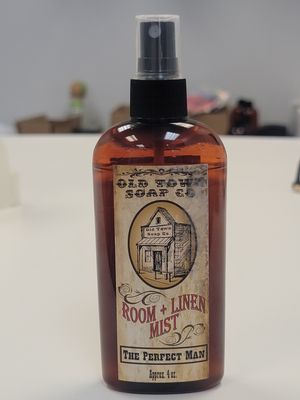 OLD TOWN
SOAP CO
Old Town
Soap Co.
ROOM + LINEN
MIST
THE PERFECT MAN
Approx. 4 oz.